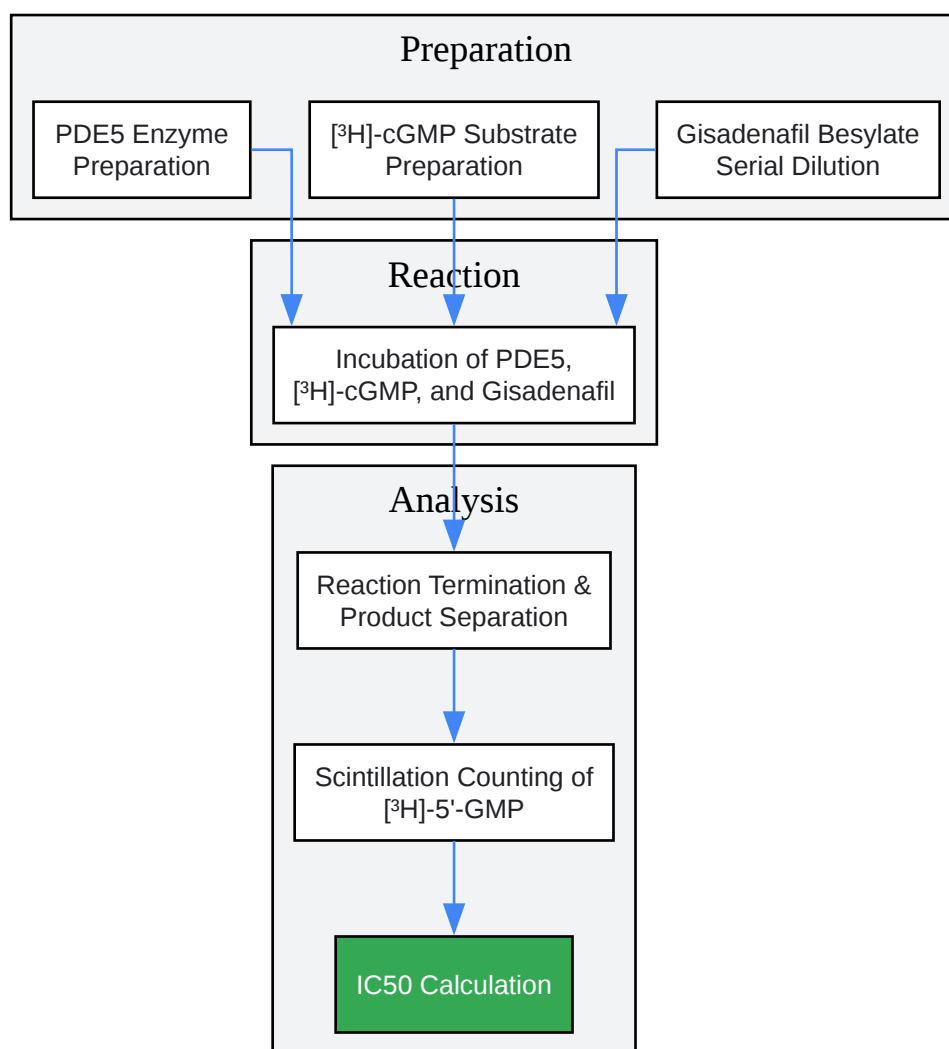 Preparation
PDE5 Enzyme
Preparation
[³H]-cGMP Substrate
Preparation
Gisadenafil Besylate
Serial Dilution
Reaction
Incubation of PDE5,
[³H]-cGMP, and Gisadenafil
Analysis
Reaction Termination &
Product Separation
Scintillation Counting of
[³H]-5'-GMP
IC50 Calculation